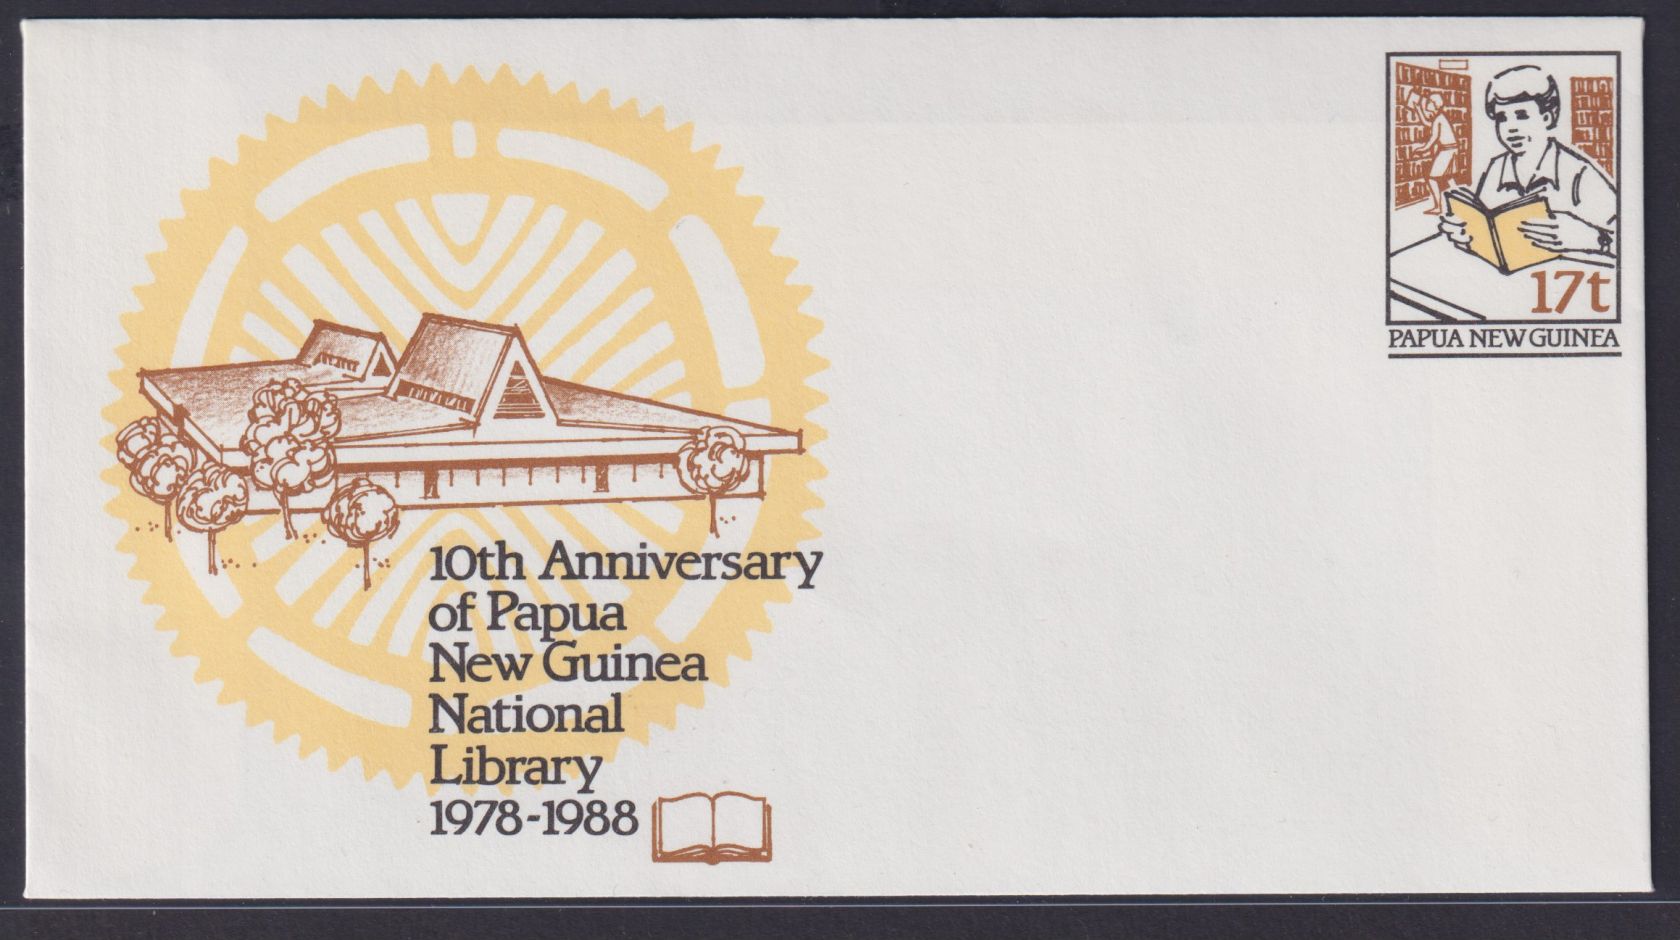 17t
PAPUA NEW GUINEA
10th Anniversary
of Papua
New Guinea
National
Library
1978-1988